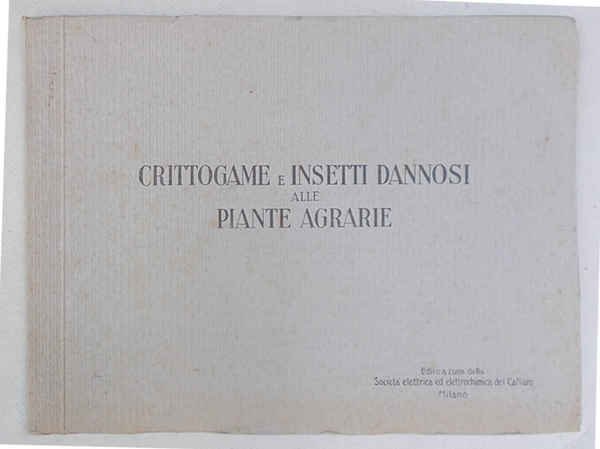 CRITTOGAME E INSETTI DANNOSI
ALLE
PIANTE AGRARIE
Edito a cura della
Società elettrica ed elettrochimica del Caffaro
Milano